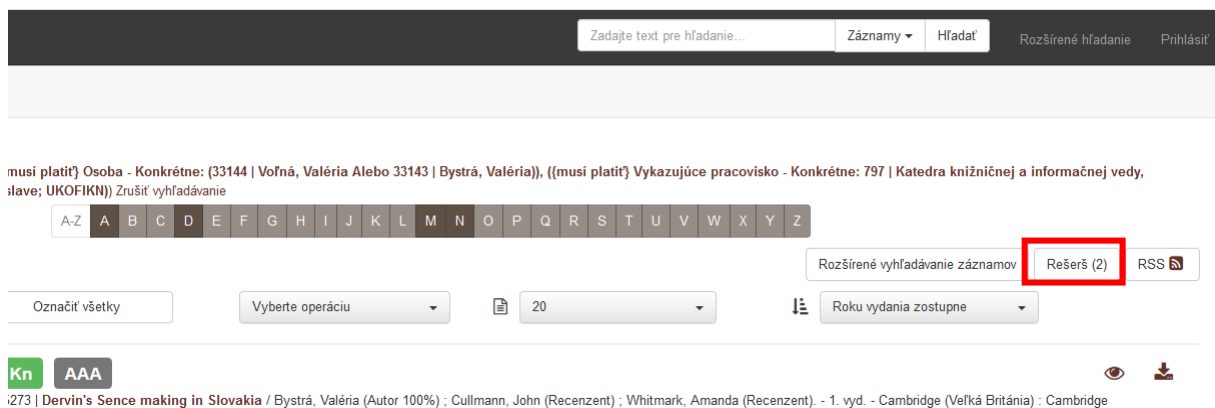 Zadajte text pre hľadanie... Záznamy Hľadať Rozšírené hľadanie Prihlásiť
musí platiť} Osoba - Konkrétne: (33144 | Voľná, Valéria Alebo 33143 | Bystrá, Valéria)), ({musí platiť} Vykazujúce pracovisko - Konkrétne: 797 | Katedra knižničnej a informačnej vedy,
slave; UKOFIKN)) Zrušiť vyhľadávanie
A-Z A B C D E F G H I J K L M N O P Q R S T U V W X Y Z
Rozšírené vyhľadávanie záznamov Rešerš (2) RSS
Označiť všetky Vyberte operáciu 20 Roku vydania zostupne
Kn AAA
5273 | Dervin's Sence making in Slovakia / Bystrá, Valéria (Autor 100%) ; Cullmann, John (Recenzent) ; Whitmark, Amanda (Recenzent). - 1. vyd. - Cambridge (Veľká Británia) : Cambridge